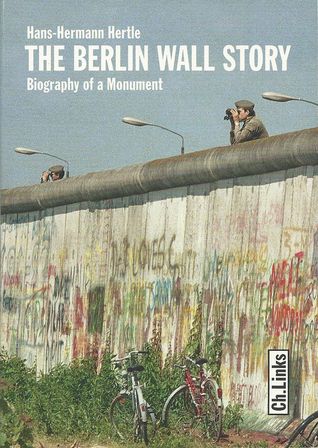 Hans-Hermann Hertle
THE BERLIN WALL STORY
Biography of a Monument
Ch.Links